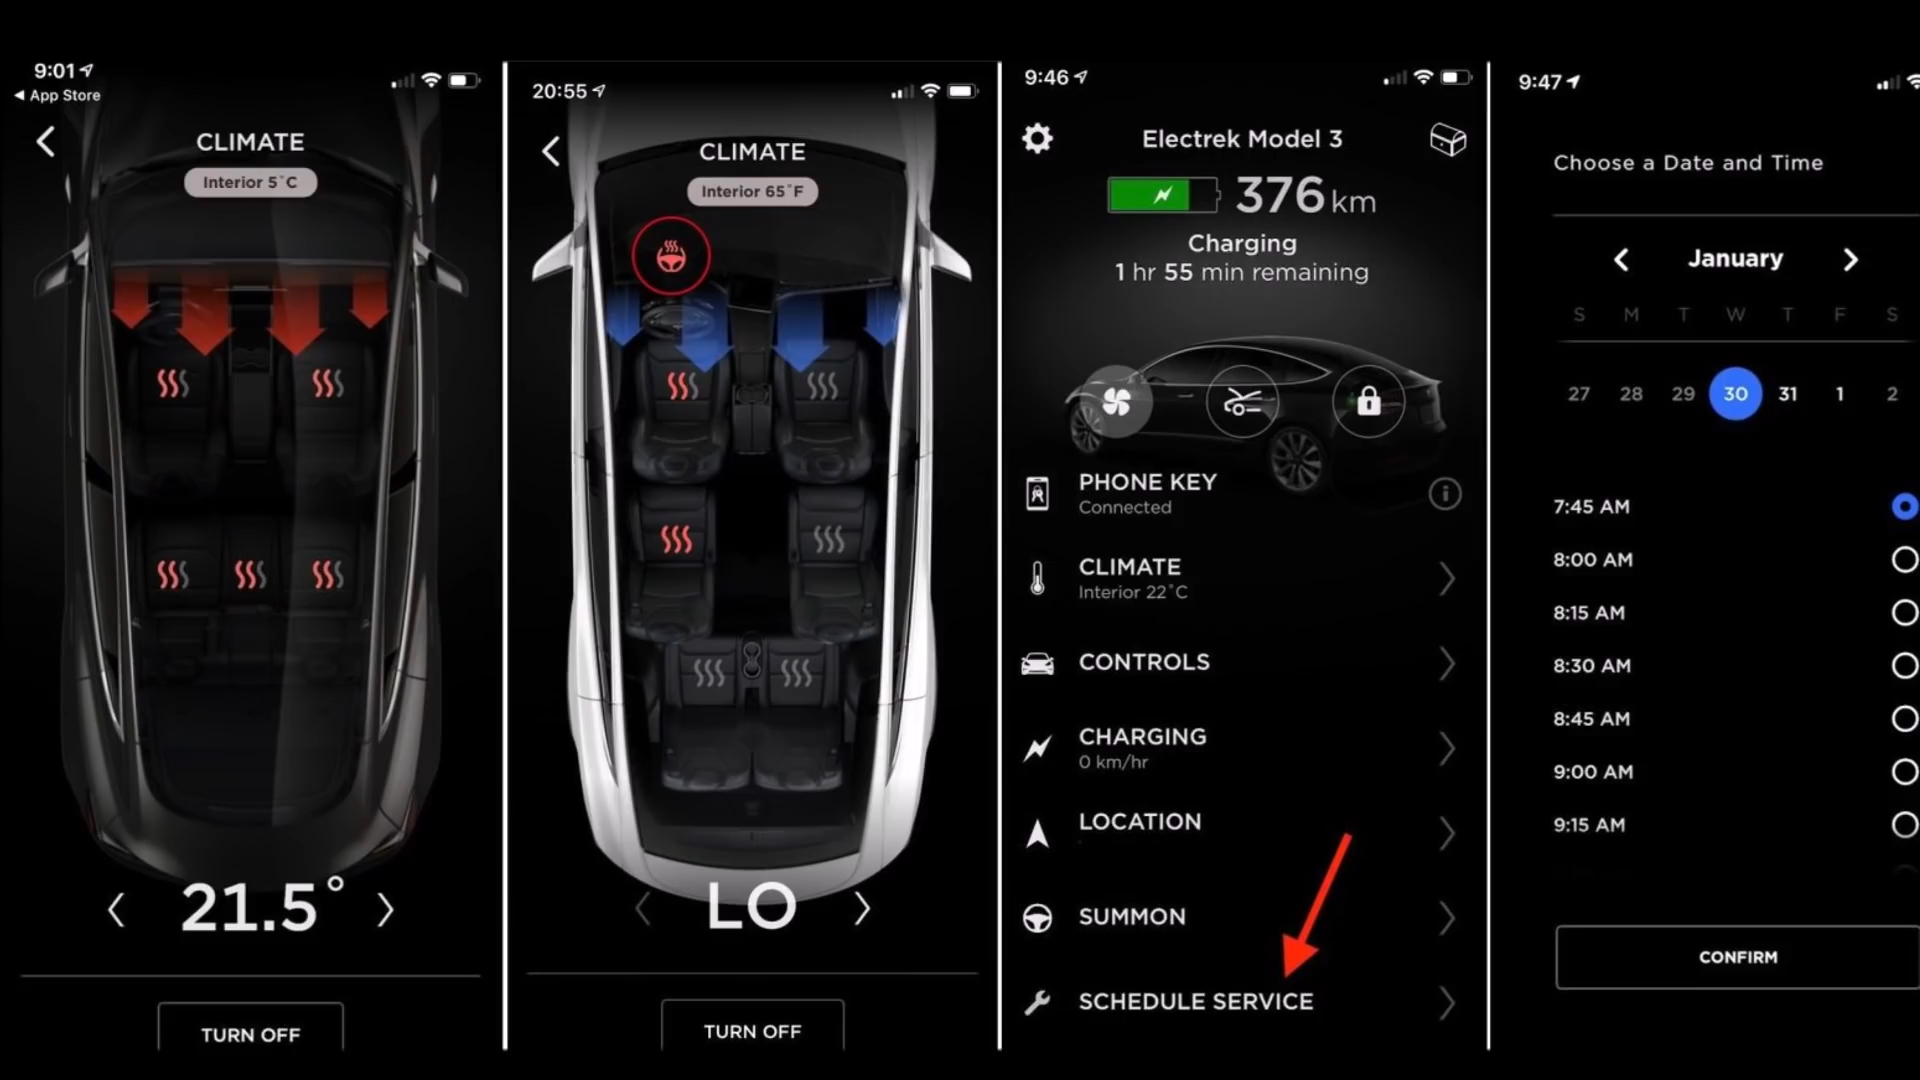 9:01
App Store
CLIMATE
Interior 5°C
21.5°
TURN OFF
20:55
CLIMATE
Interior 65°F
LO
TURN OFF
9:46
Electrek Model 3
376 km
Charging
1 hr 55 min remaining
PHONE KEY
Connected
CLIMATE
Interior 22°C
CONTROLS
CHARGING
0 km/hr
LOCATION
SUMMON
SCHEDULE SERVICE
9:47
Choose a Date and Time
January
S M T W T F S
27 28 29 30 31 1 2
7:45 AM
8:00 AM
8:15 AM
8:30 AM
8:45 AM
9:00 AM
9:15 AM
CONFIRM